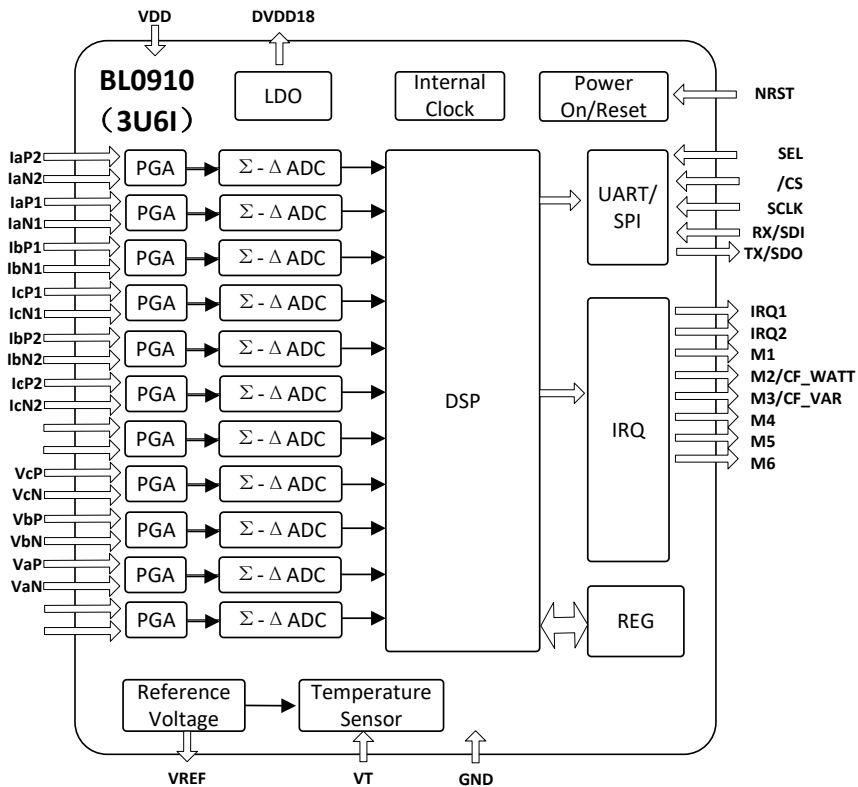 VDD
DVDD18
BL0910
（3U6I）
LDO
Internal
Clock
Power
On/Reset
NRST
IaP2
IaN2
IaP1
IaN1
IbP1
IbN1
IcP1
IcN1
IbP2
IbN2
IcP2
IcN2
VcP
VcN
VbP
VbN
VaP
VaN
PGA
Σ - Δ ADC
PGA
Σ - Δ ADC
PGA
Σ - Δ ADC
PGA
Σ - Δ ADC
PGA
Σ - Δ ADC
PGA
Σ - Δ ADC
PGA
Σ - Δ ADC
PGA
Σ - Δ ADC
PGA
Σ - Δ ADC
PGA
Σ - Δ ADC
PGA
Σ - Δ ADC
DSP
UART/
SPI
SEL
/CS
SCLK
RX/SDI
TX/SDO
IRQ
IRQ1
IRQ2
M1
M2/CF_WATT
M3/CF_VAR
M4
M5
M6
REG
Reference
Voltage
Temperature
Sensor
VREF
VT
GND